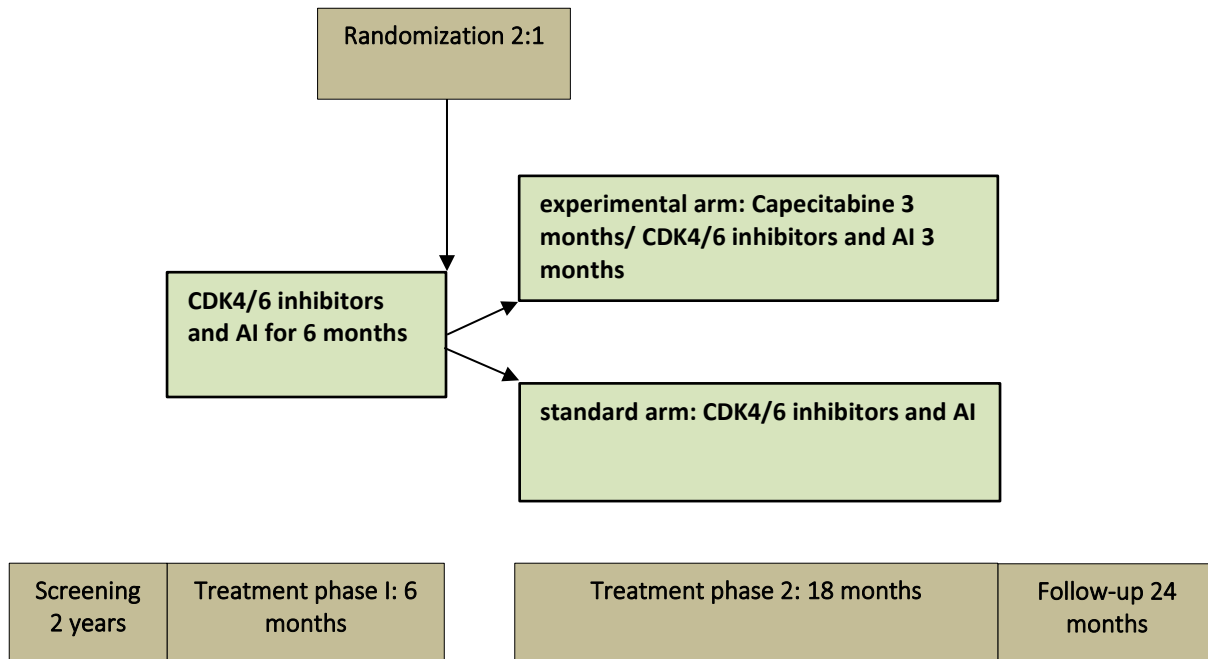 Randomization 2:1
experimental arm: Capecitabine 3
months/ CDK4/6 inhibitors and AI 3
months
CDK4/6 inhibitors
and AI for 6 months
standard arm: CDK4/6 inhibitors and AI
Screening
2 years
Treatment phase I: 6
months
Treatment phase 2: 18 months
Follow-up 24
months